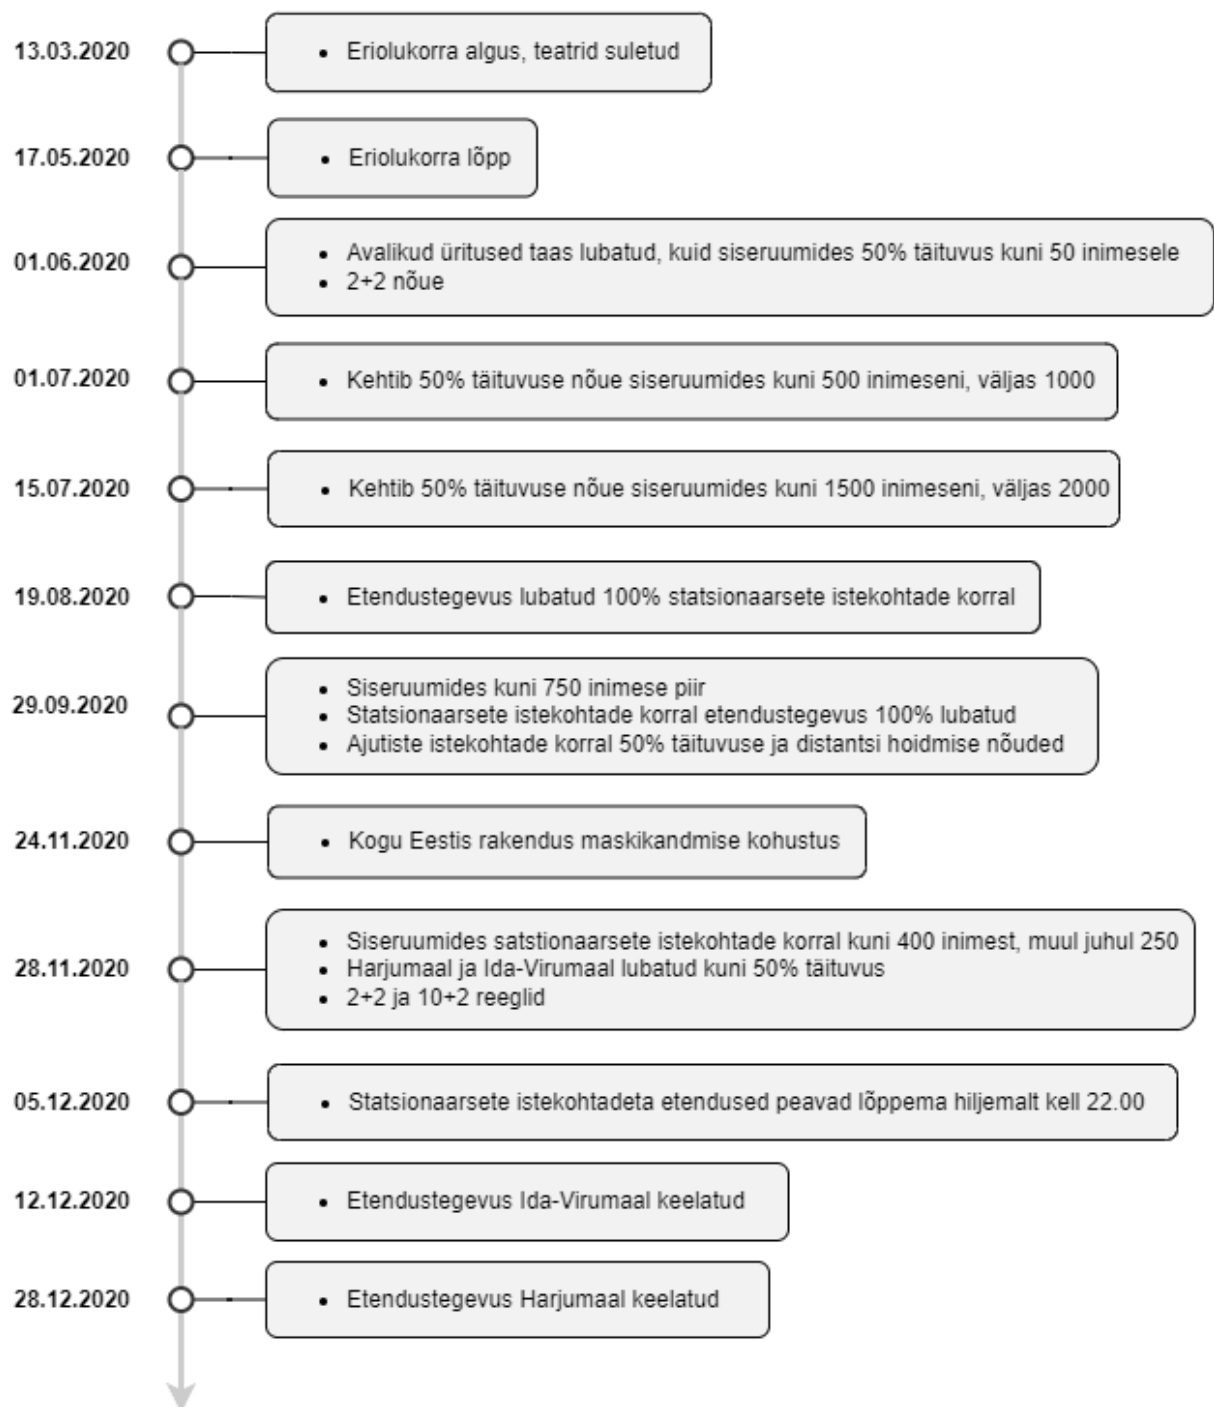 13.03.2020
• Eriolukorra algus, teatrid suletud
17.05.2020
• Eriolukorra lõpp
01.06.2020
• Avalikud üritused taas lubatud, kuid siseruumides 50% täituvus kuni 50 inimesele
• 2+2 nõue
01.07.2020
• Kehtib 50% täituvuse nõue siseruumides kuni 500 inimeseni, väljas 1000
15.07.2020
• Kehtib 50% täituvuse nõue siseruumides kuni 1500 inimeseni, väljas 2000
19.08.2020
• Etendustegevus lubatud 100% statsionaarsete istekohtade korral
29.09.2020
• Siseruumides kuni 750 inimese piir
• Statsionaarsete istekohtade korral etendustegevus 100% lubatud
• Ajutiste istekohtade korral 50% täituvuse ja distantsi hoidmise nõuded
24.11.2020
• Kogu Eestis rakendus maskikandmise kohustus
28.11.2020
• Siseruumides satstionaarsete istekohtade korral kuni 400 inimest, muul juhul 250
• Harjumaal ja Ida-Virumaal lubatud kuni 50% täituvus
• 2+2 ja 10+2 reeglid
05.12.2020
• Statsionaarsete istekohtadeta etendused peavad lõppema hiljemalt kell 22.00
12.12.2020
• Etendustegevus Ida-Virumaal keelatud
28.12.2020
• Etendustegevus Harjumaal keelatud